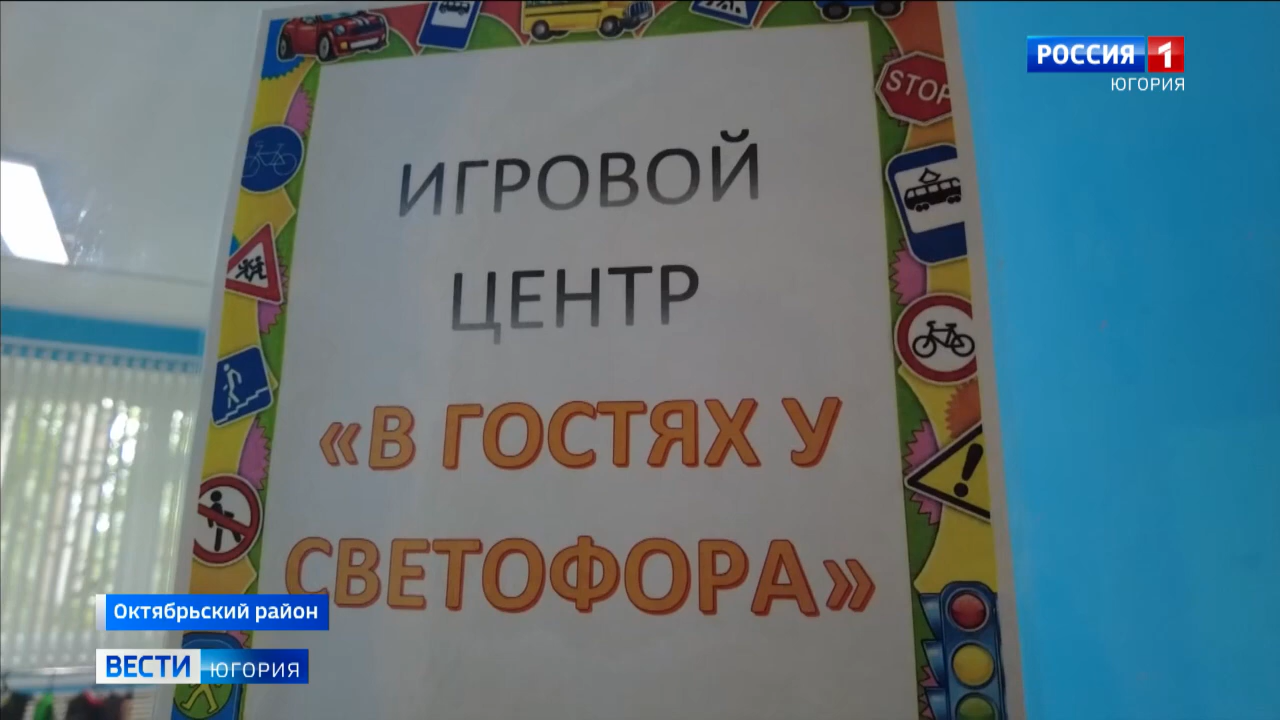 РОССИЯ 1
ЮГОРИЯ
STOP
ИГРОВОЙ
ЦЕНТР
«В ГОСТЯХ У
СВЕТОФОРА»
Октябрьский район
ВЕСТИ ЮГОРИЯ